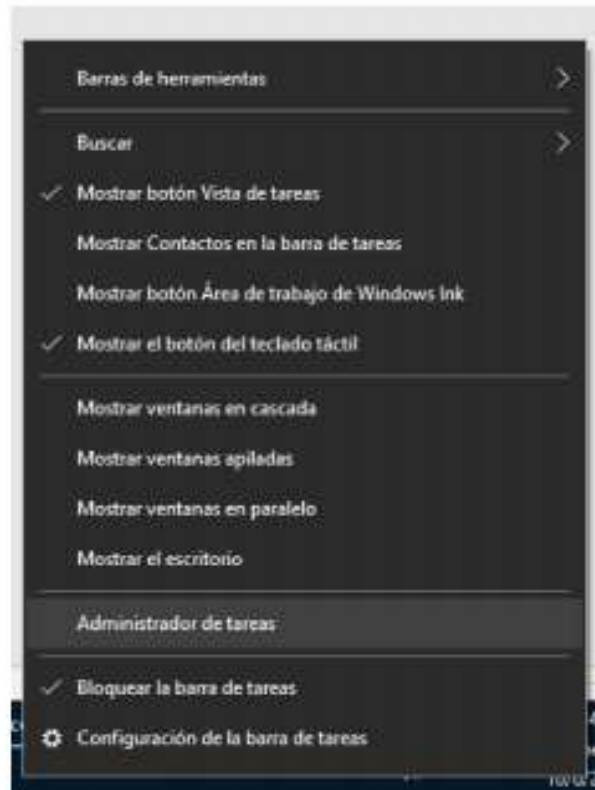 Barras de herramientas
Buscar
Mostrar botón Vista de tareas
Mostrar Contactos en la barra de tareas
Mostrar botón Área de trabajo de Windows Ink
Mostrar el botón del teclado táctil
Mostrar ventanas en cascada
Mostrar ventanas apiladas
Mostrar ventanas en paralelo
Mostrar el escritorio
Administrador de tareas
Bloquear la barra de tareas
Configuración de la barra de tareas